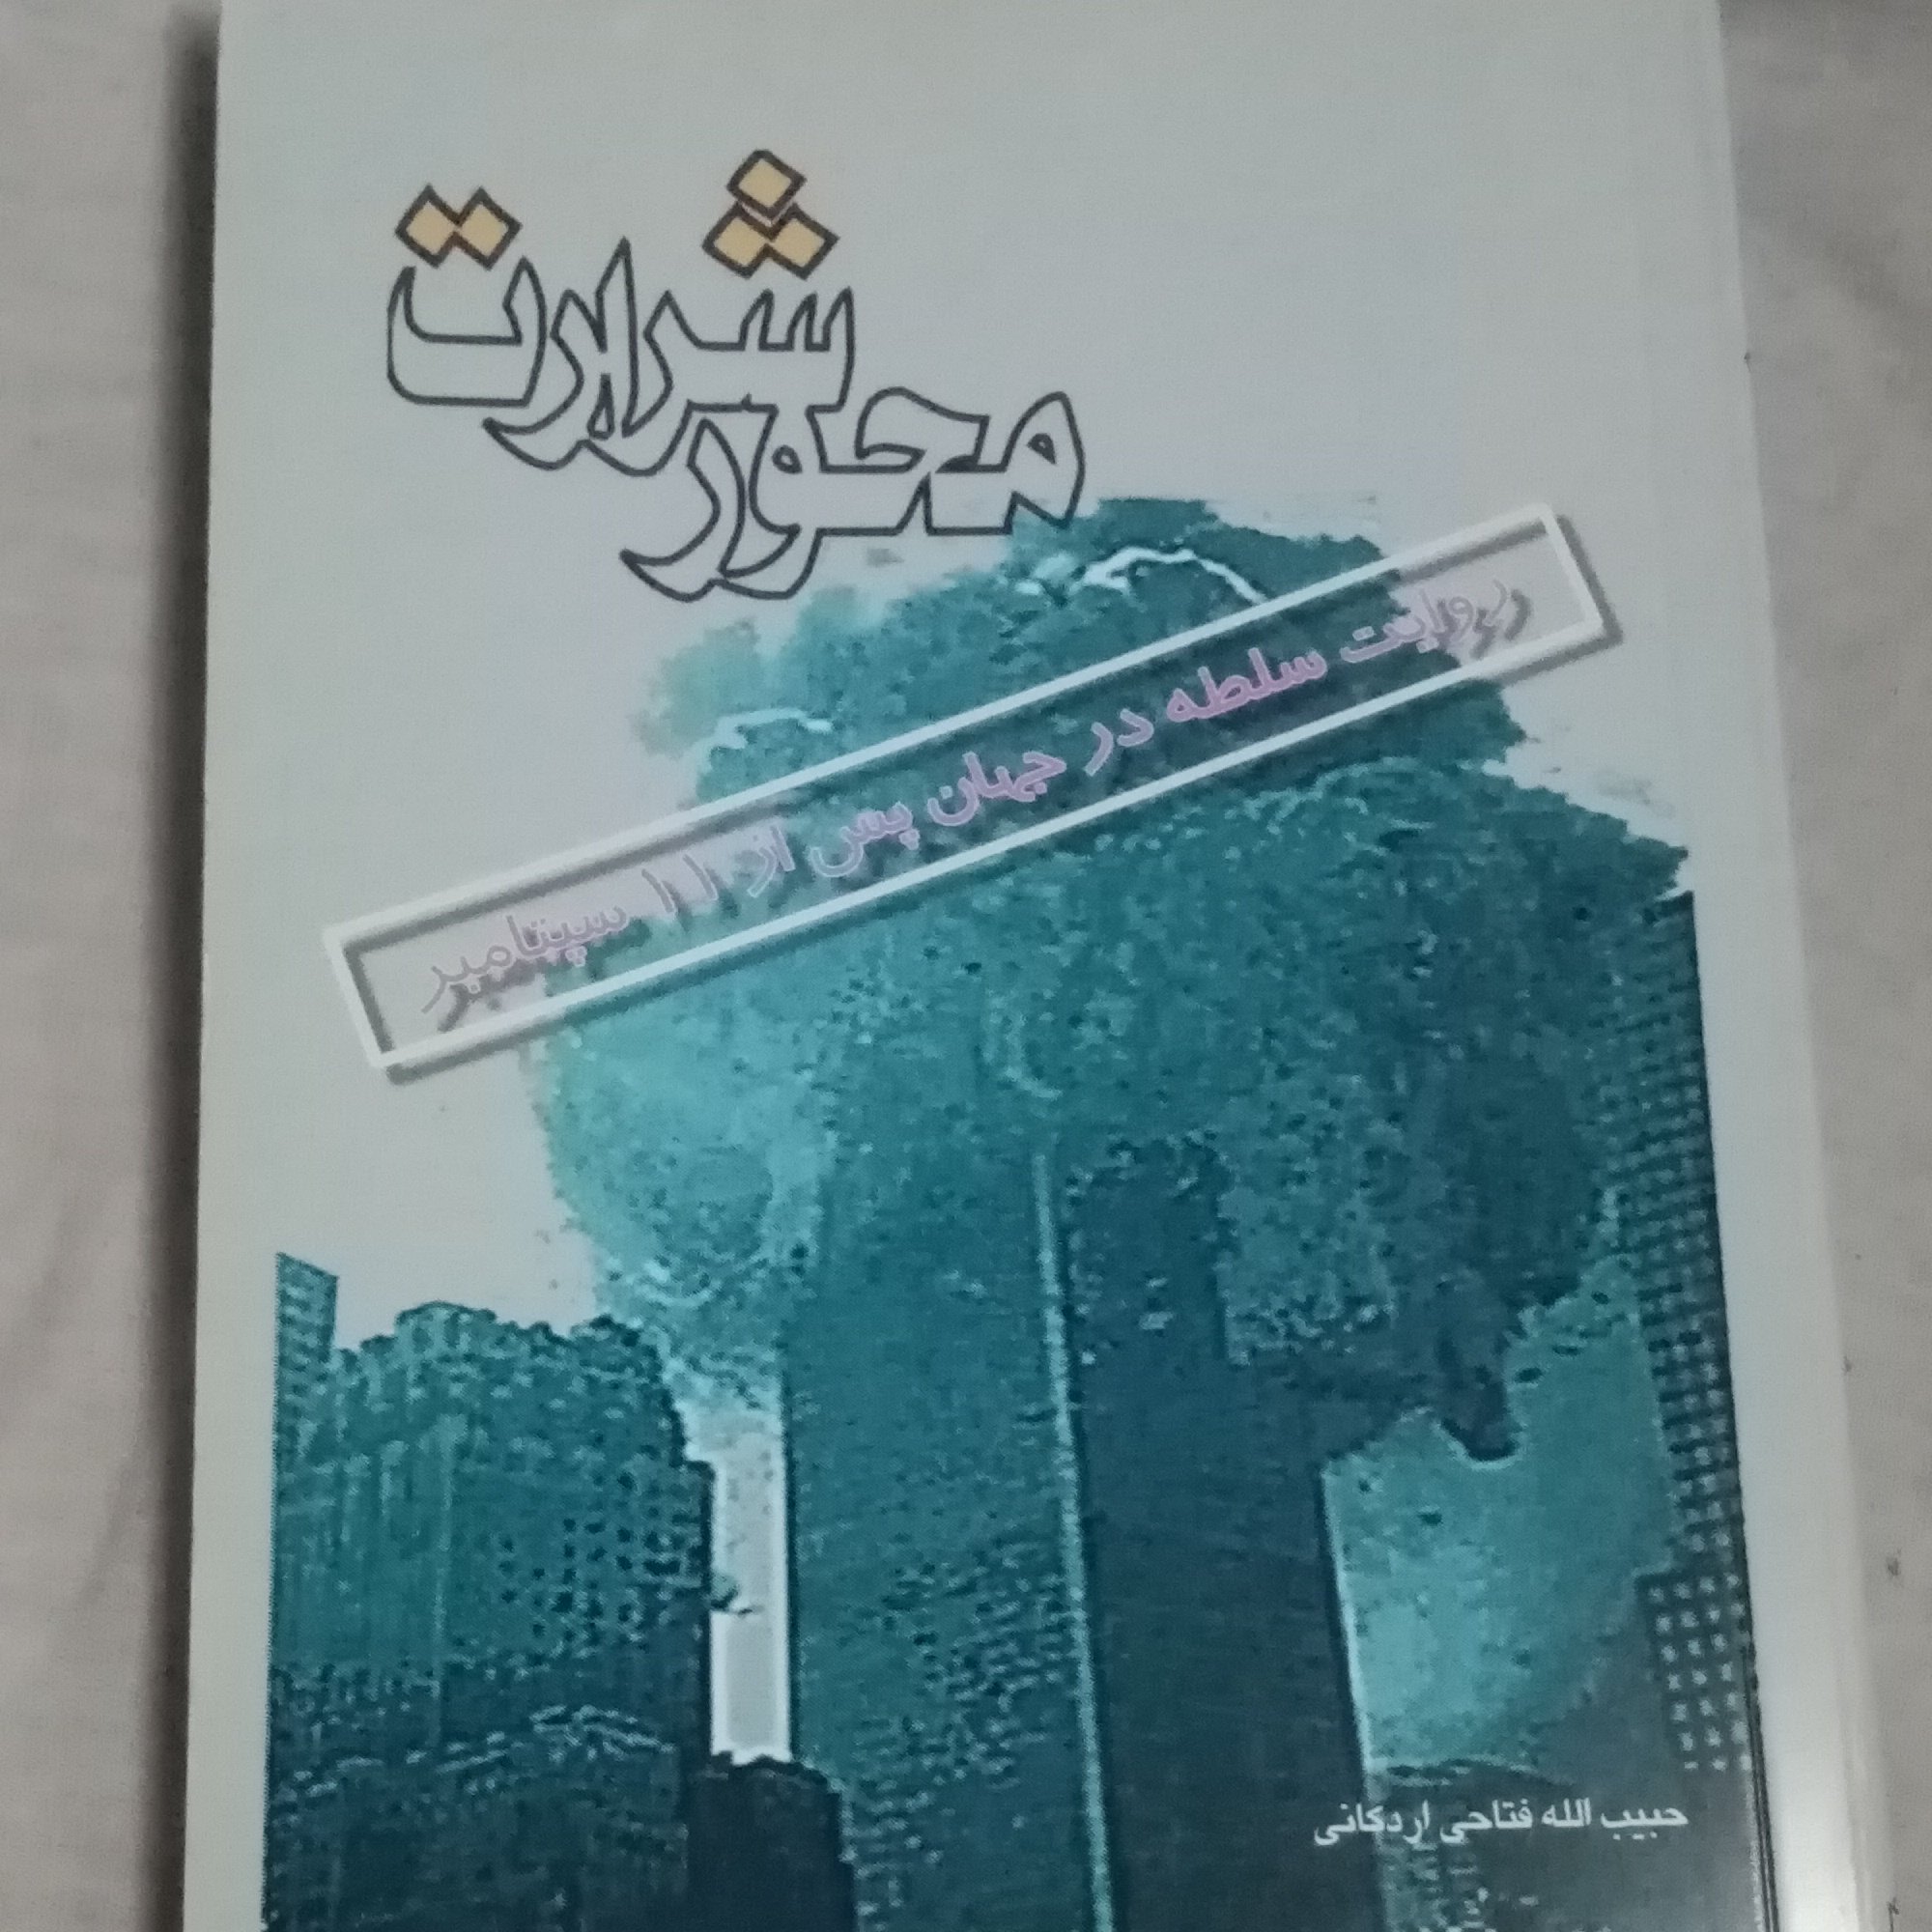 محور
شرارت
روایت سلطه در جهان پس از ۱۱ سپتامبر
حبیب الله فتاحی اردکانی